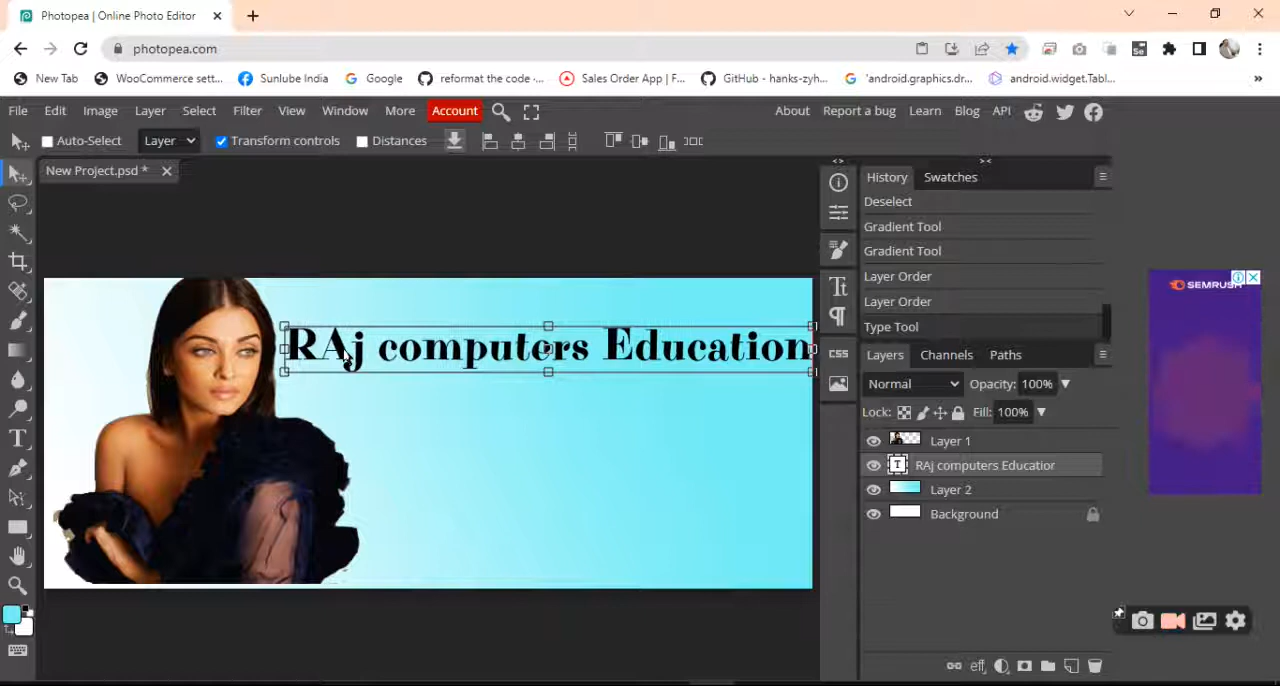 Photopea | Online Photo Editor
photopea.com
New Tab
WooCommerce sett...
Sunlube India
Google
reformat the code -...
Sales Order App | F...
GitHub - hanks-zyh...
'android.graphics.dr...
android.widget.Tabl...
File Edit Image Layer Select Filter View Window More Account
About Report a bug Learn Blog API
Auto-Select Layer Transform controls Distances
New Project.psd *
History Swatches
Deselect
Gradient Tool
Gradient Tool
Layer Order
Layer Order
Type Tool
RAj computers Education
CSS
Layers Channels Paths
Normal Opacity: 100%
Lock: Fill: 100%
Layer 1
RAj computers Educatior
Layer 2
Background
SEMRUSH
eff